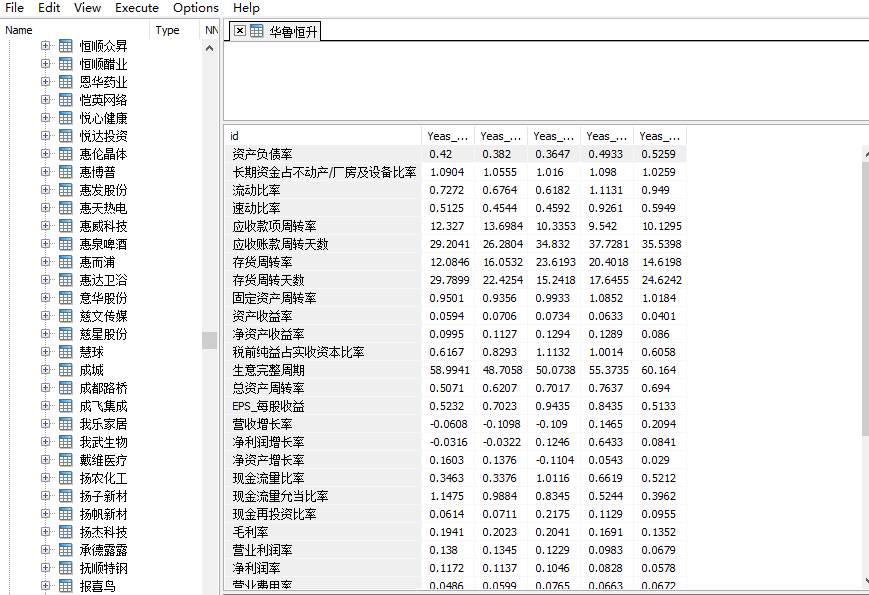 File Edit View Execute Options Help
Name Type NN
恒顺众昇
恒顺醋业
恩华药业
恺英网络
悦心健康
悦达投资
惠伦晶体
惠博普
惠发股份
惠天热电
惠威科技
惠泉啤酒
惠而浦
惠达卫浴
意华股份
慈文传媒
慈星股份
慧球
成城
成都路桥
成飞集成
我乐家居
我武生物
戴维医疗
扬农化工
扬子新材
扬帆新材
扬杰科技
承德露露
抚顺特钢
报喜鸟
华鲁恒升
id Yeas_... Yeas_... Yeas_... Yeas_... Yeas_...
资产负债率 0.42 0.382 0.3647 0.4933 0.5259
长期资金占不动产/厂房及设备比率 1.0904 1.0555 1.016 1.098 1.0259
流动比率 0.7272 0.6764 0.6182 1.1131 0.949
速动比率 0.5125 0.4544 0.4592 0.9261 0.5949
应收款项周转率 12.327 13.6984 10.3353 9.542 10.1295
应收账款周转天数 29.2041 26.2804 34.832 37.7281 35.5398
存货周转率 12.0846 16.0532 23.6193 20.4018 14.6198
存货周转天数 29.7899 22.4254 15.2418 17.6455 24.6242
固定资产周转率 0.9501 0.9356 0.9933 1.0852 1.0184
资产收益率 0.0594 0.0706 0.0734 0.0633 0.0401
净资产收益率 0.0995 0.1127 0.1294 0.1289 0.086
税前纯益占实收资本比率 0.6167 0.8293 1.1132 1.0014 0.6058
生意完整周期 58.9941 48.7058 50.0738 55.3735 60.164
总资产周转率 0.5071 0.6207 0.7017 0.7637 0.694
EPS_每股收益 0.5232 0.7023 0.9435 0.8435 0.5133
营收增长率 -0.0608 -0.1098 -0.109 0.1465 0.2094
净利润增长率 -0.0316 -0.0322 0.1246 0.6433 0.0841
净资产增长率 0.1603 0.1376 -0.1104 0.0543 0.029
现金流量比率 0.3463 0.3376 1.0116 0.6619 0.5212
现金流量允当比率 1.1475 0.9884 0.8345 0.5244 0.3962
现金再投资比率 0.0614 0.0711 0.2175 0.1129 0.0955
毛利率 0.1941 0.2023 0.2041 0.1691 0.1352
营业利润率 0.138 0.1345 0.1229 0.0983 0.0679
净利润率 0.1172 0.1137 0.1046 0.0828 0.0578
营业费用率 0.0486 0.0599 0.0765 0.0663 0.0672